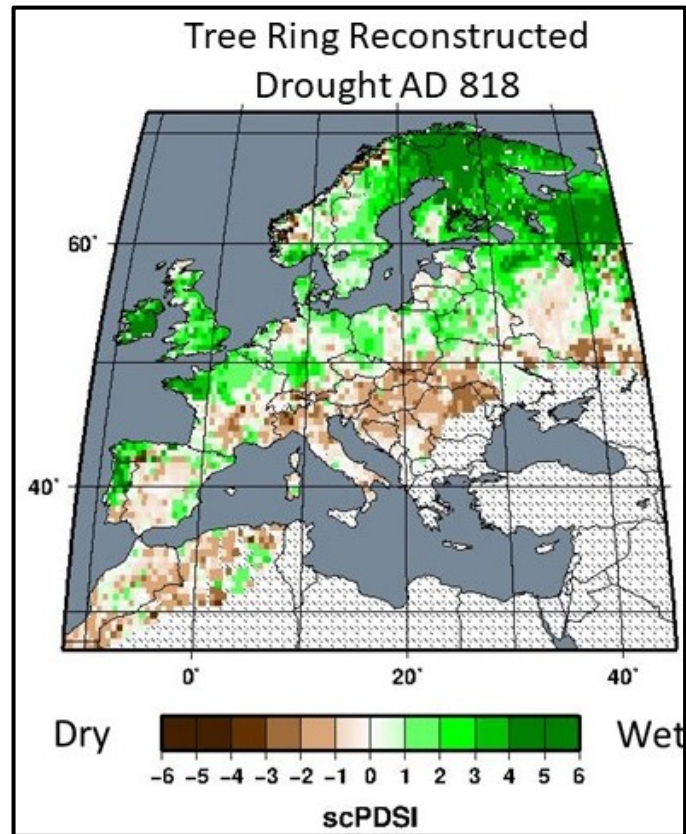 Tree Ring Reconstructed
Drought AD 818
60˚
40˚
0˚ 20˚ 40˚
Dry Wet
-6 -5 -4 -3 -2 -1 0 1 2 3 4 5 6
scPDSI